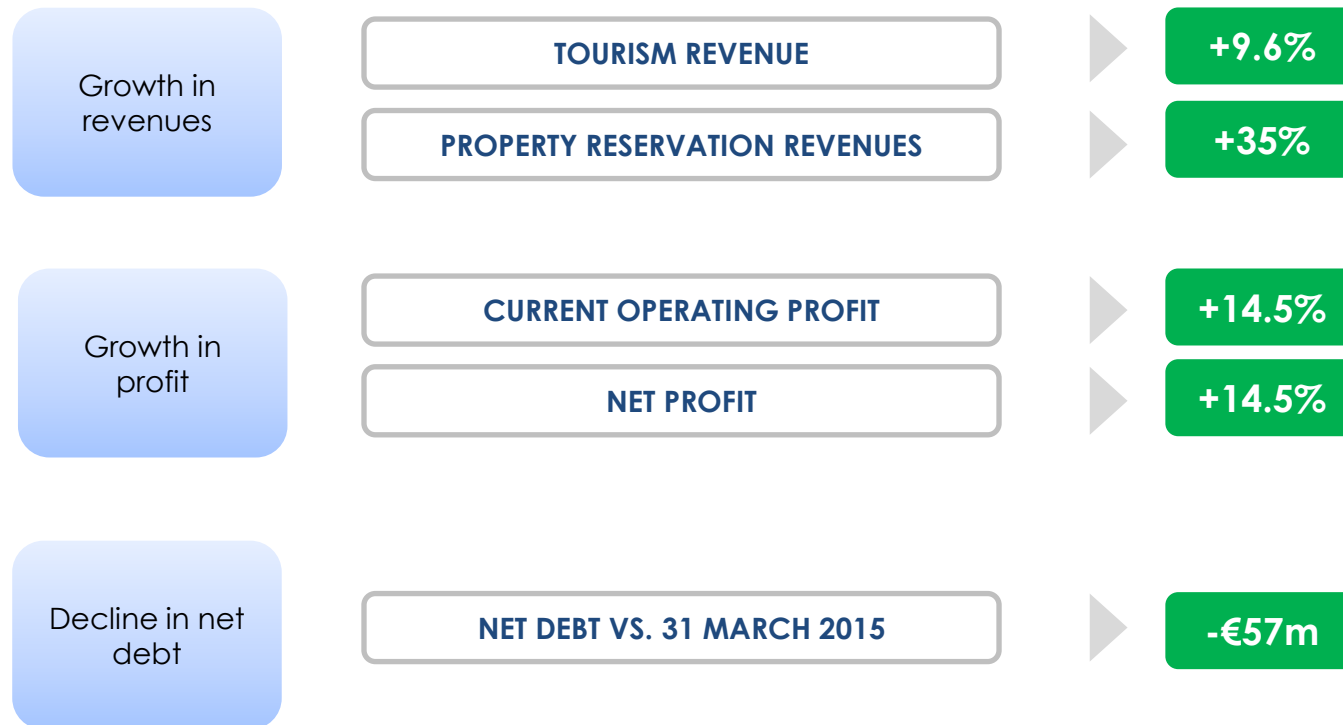 Growth in
revenues
TOURISM REVENUE
+9.6%
PROPERTY RESERVATION REVENUES
+35%
Growth in
profit
CURRENT OPERATING PROFIT
+14.5%
NET PROFIT
+14.5%
Decline in net
debt
NET DEBT VS. 31 MARCH 2015
-€57m